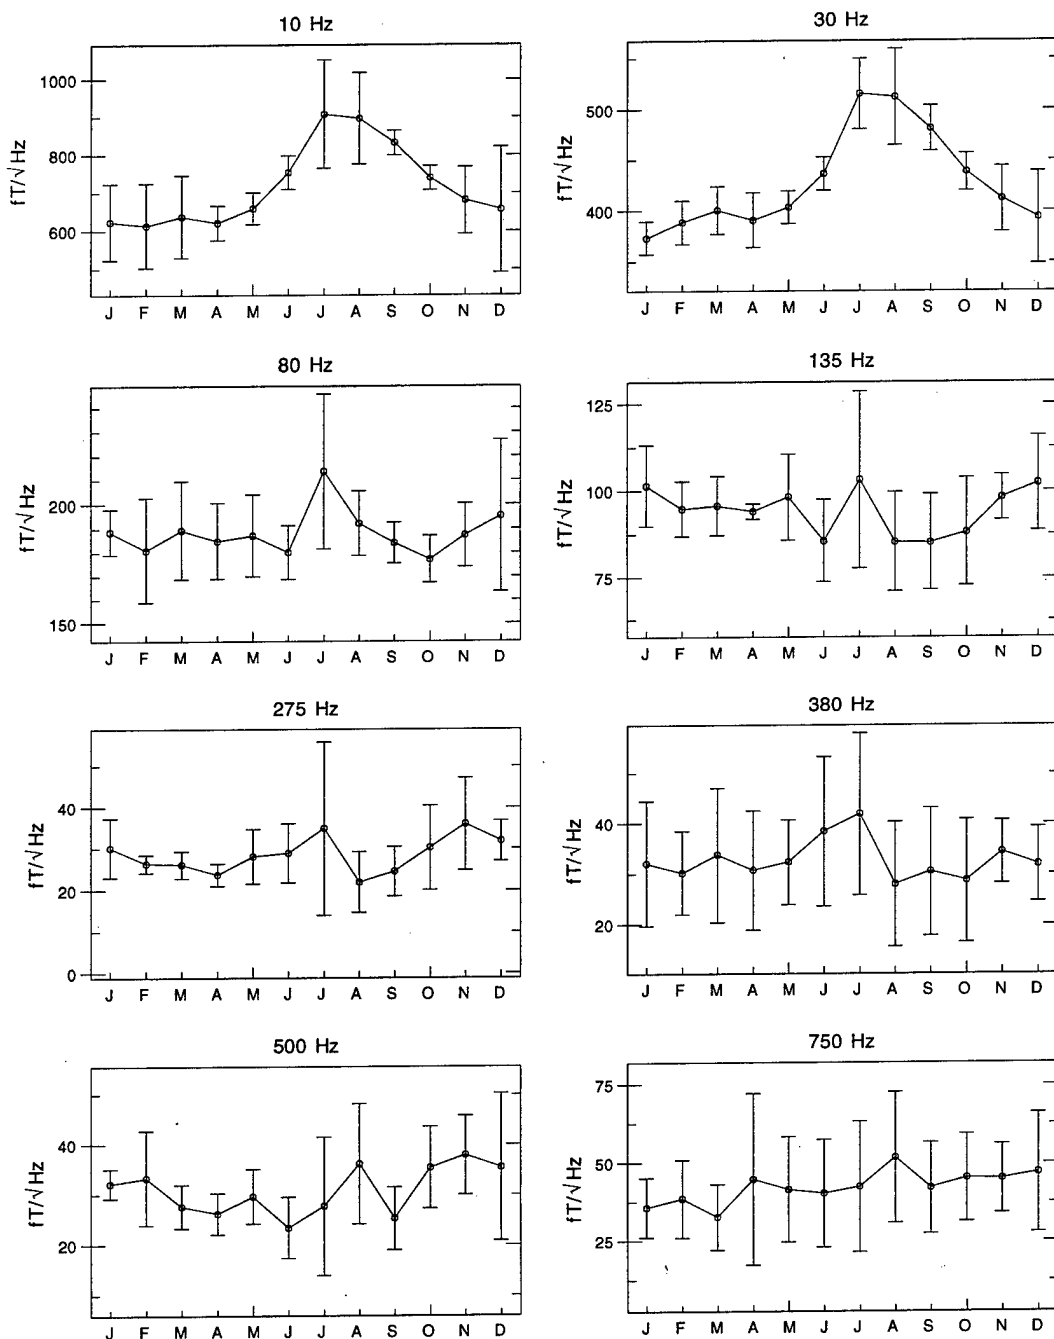 10 Hz
30 Hz
fT/√Hz
1000
800
600
J F M A M J J A S O N D
fT/√Hz
500
400
J F M A M J J A S O N D
80 Hz
135 Hz
fT/√Hz
200
150
J F M A M J J A S O N D
fT/√Hz
125
100
75
J F M A M J J A S O N D
275 Hz
380 Hz
fT/√Hz
40
20
0
J F M A M J J A S O N D
fT/√Hz
40
20
J F M A M J J A S O N D
500 Hz
750 Hz
fT/√Hz
40
20
J F M A M J J A S O N D
fT/√Hz
75
50
25
J F M A M J J A S O N D